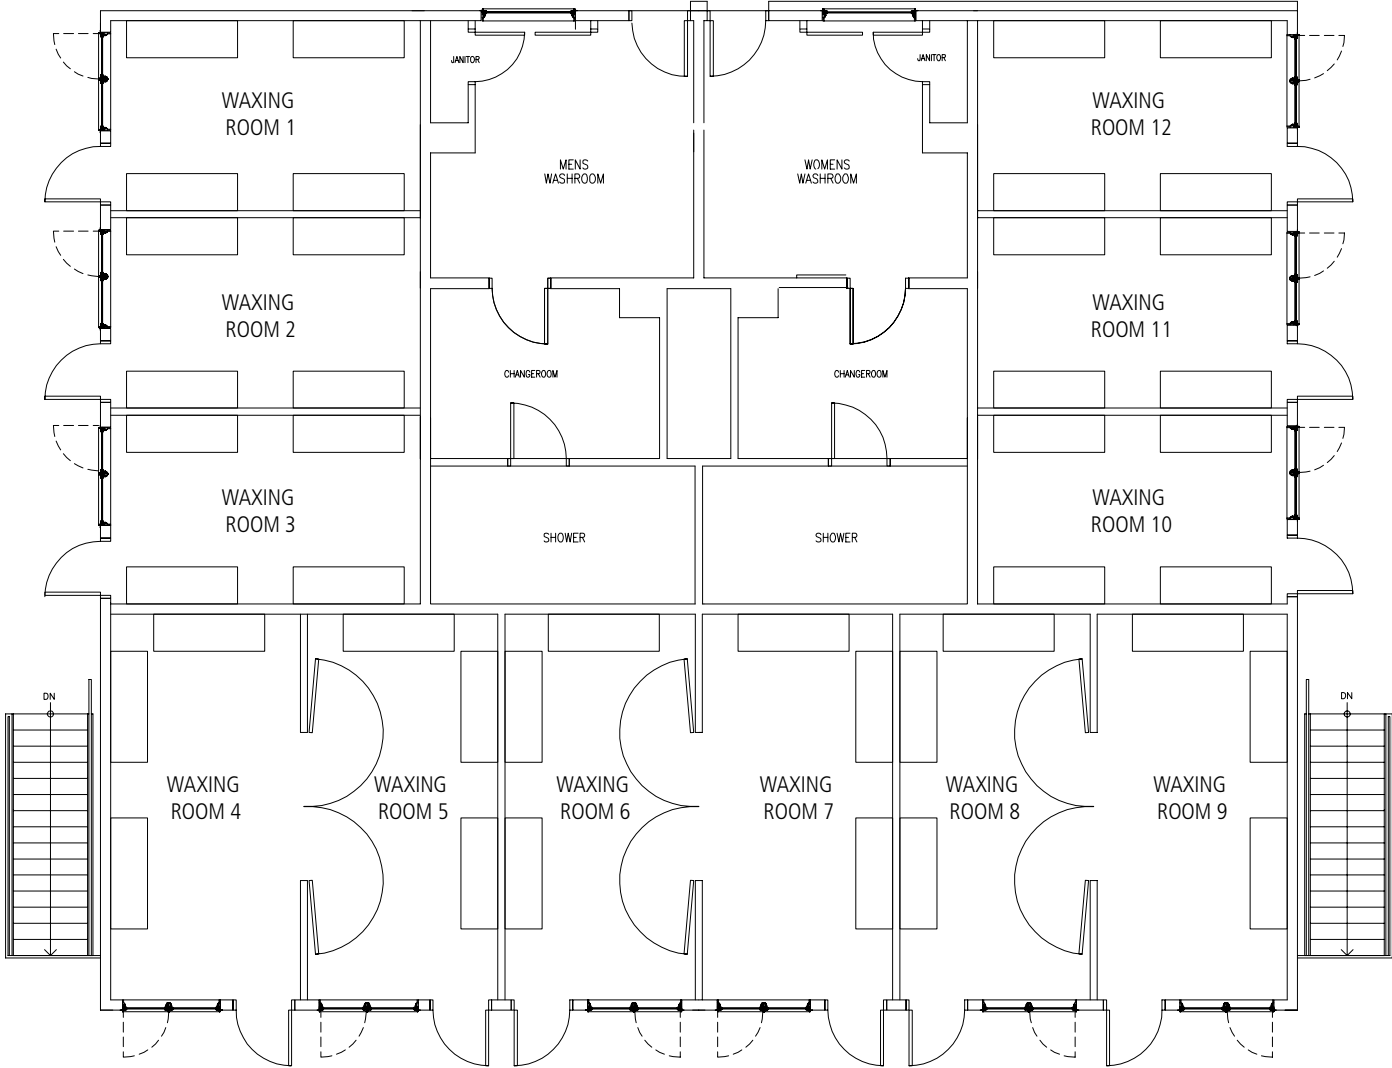 JANITOR
JANITOR
WAXING
ROOM 1
WAXING
ROOM 12
MENS
WASHROOM
WOMENS
WASHROOM
WAXING
ROOM 2
WAXING
ROOM 11
CHANGEROOM
CHANGEROOM
WAXING
ROOM 3
WAXING
ROOM 10
SHOWER
SHOWER
DN
DN
WAXING
ROOM 4
WAXING
ROOM 5
WAXING
ROOM 6
WAXING
ROOM 7
WAXING
ROOM 8
WAXING
ROOM 9